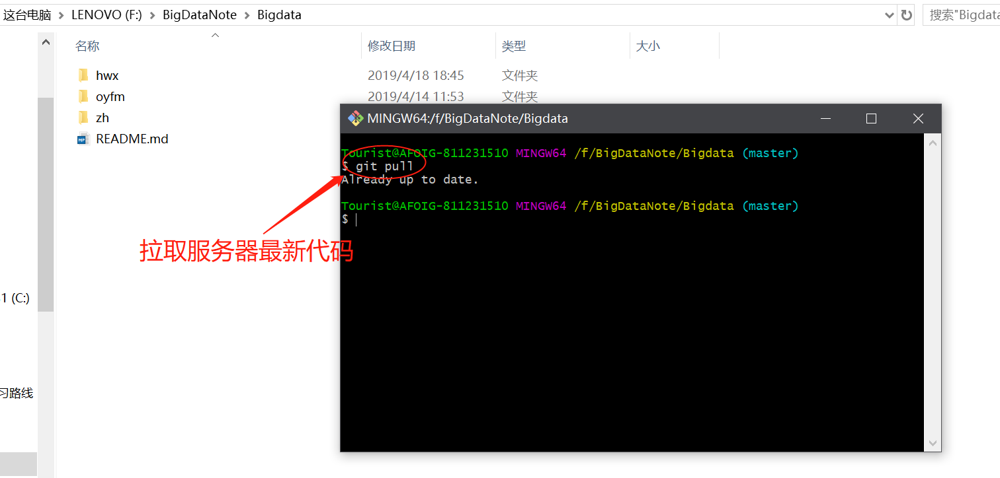 这台电脑 > LENOVO (F:) > BigDataNote > Bigdata
搜索"Bigdata
名称 修改日期 类型 大小
hwx 2019/4/18 18:45 文件夹
oyfm 2019/4/14 11:53 文件夹
zh
README.md
MINGW64:/f/BigDataNote/Bigdata
Tourist@AFOIG-811231510 MINGW64 /f/BigDataNote/Bigdata (master)
$ git pull
Already up to date.
Tourist@AFOIG-811231510 MINGW64 /f/BigDataNote/Bigdata (master)
$
拉取服务器最新代码
1 (C:)
习路线